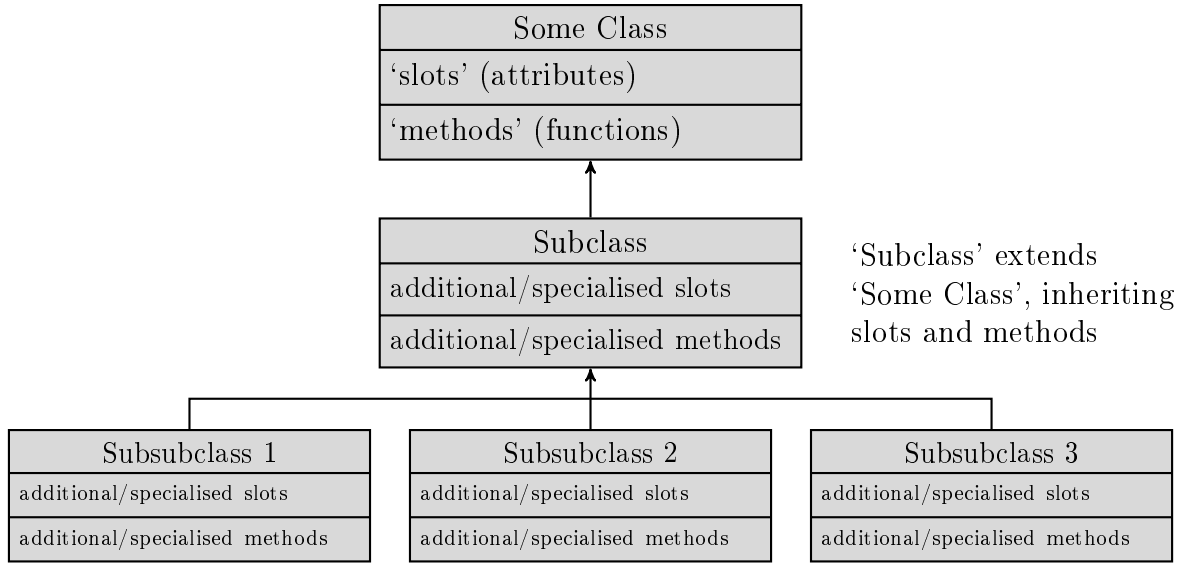 Some Class
‘slots’ (attributes)
‘methods’ (functions)
Subclass
additional/specialised slots
additional/specialised methods
‘Subclass’ extends
‘Some Class’, inheriting
slots and methods
Subsubclass 1
additional/specialised slots
additional/specialised methods
Subsubclass 2
additional/specialised slots
additional/specialised methods
Subsubclass 3
additional/specialised slots
additional/specialised methods